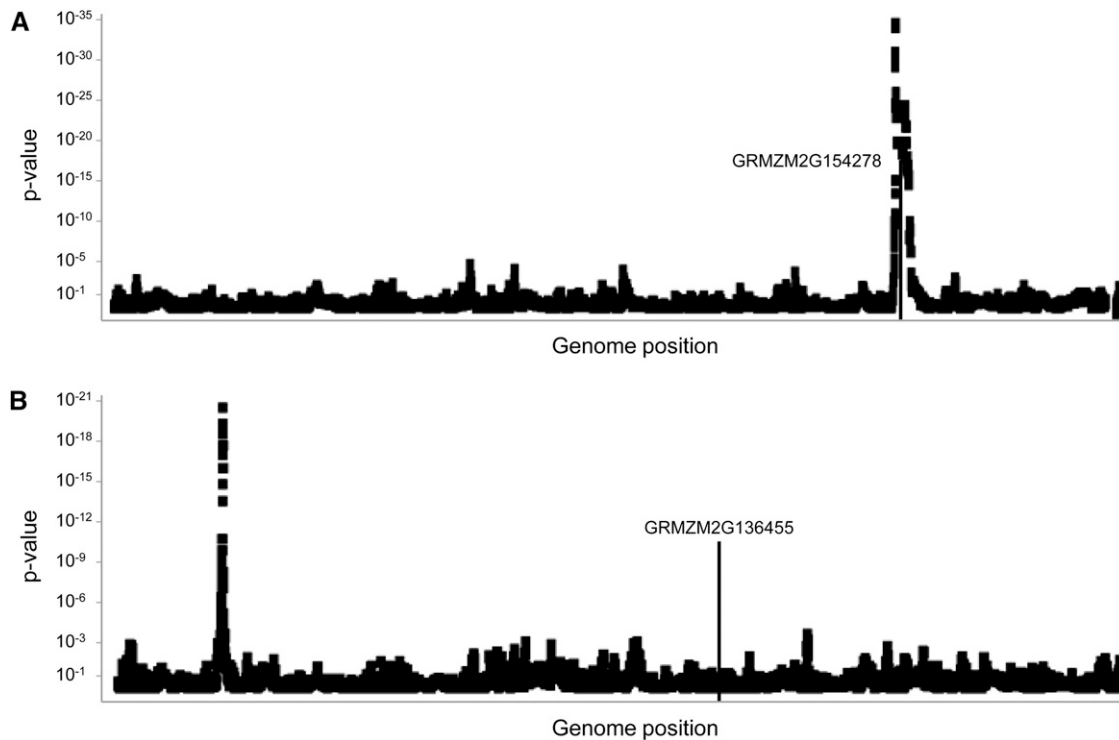 A
p-value
10-35
10-30
10-25
10-20
10-15
10-10
10-5
10-1
GRMZM2G154278
Genome position
B
p-value
10-21
10-18
10-15
10-12
10-9
10-6
10-3
10-1
GRMZM2G136455
Genome position